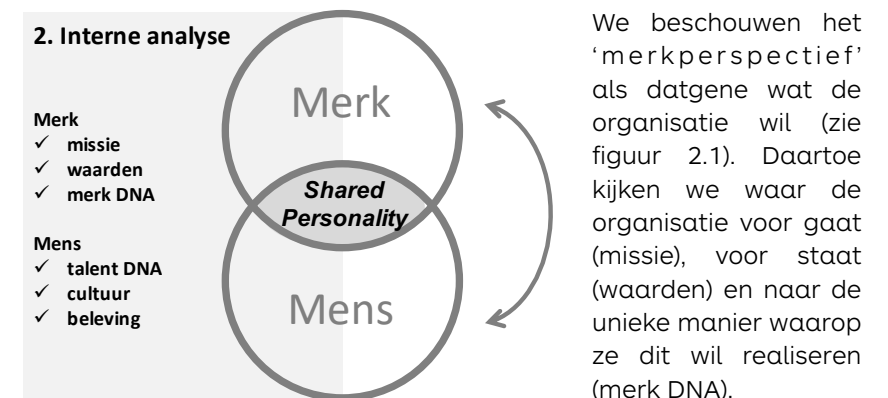 2. Interne analyse
Merk
✓ missie
✓ waarden
✓ merk DNA
Mens
✓ talent DNA
✓ cultuur
✓ beleving
Merk
Shared
Personality
Mens
We beschouwen het
‘merkperspectief’
als datgene wat de
organisatie wil (zie
figuur 2.1). Daartoe
kijken we waar de
organisatie voor gaat
(missie), voor staat
(waarden) en naar de
unieke manier waarop
ze dit wil realiseren
(merk DNA).